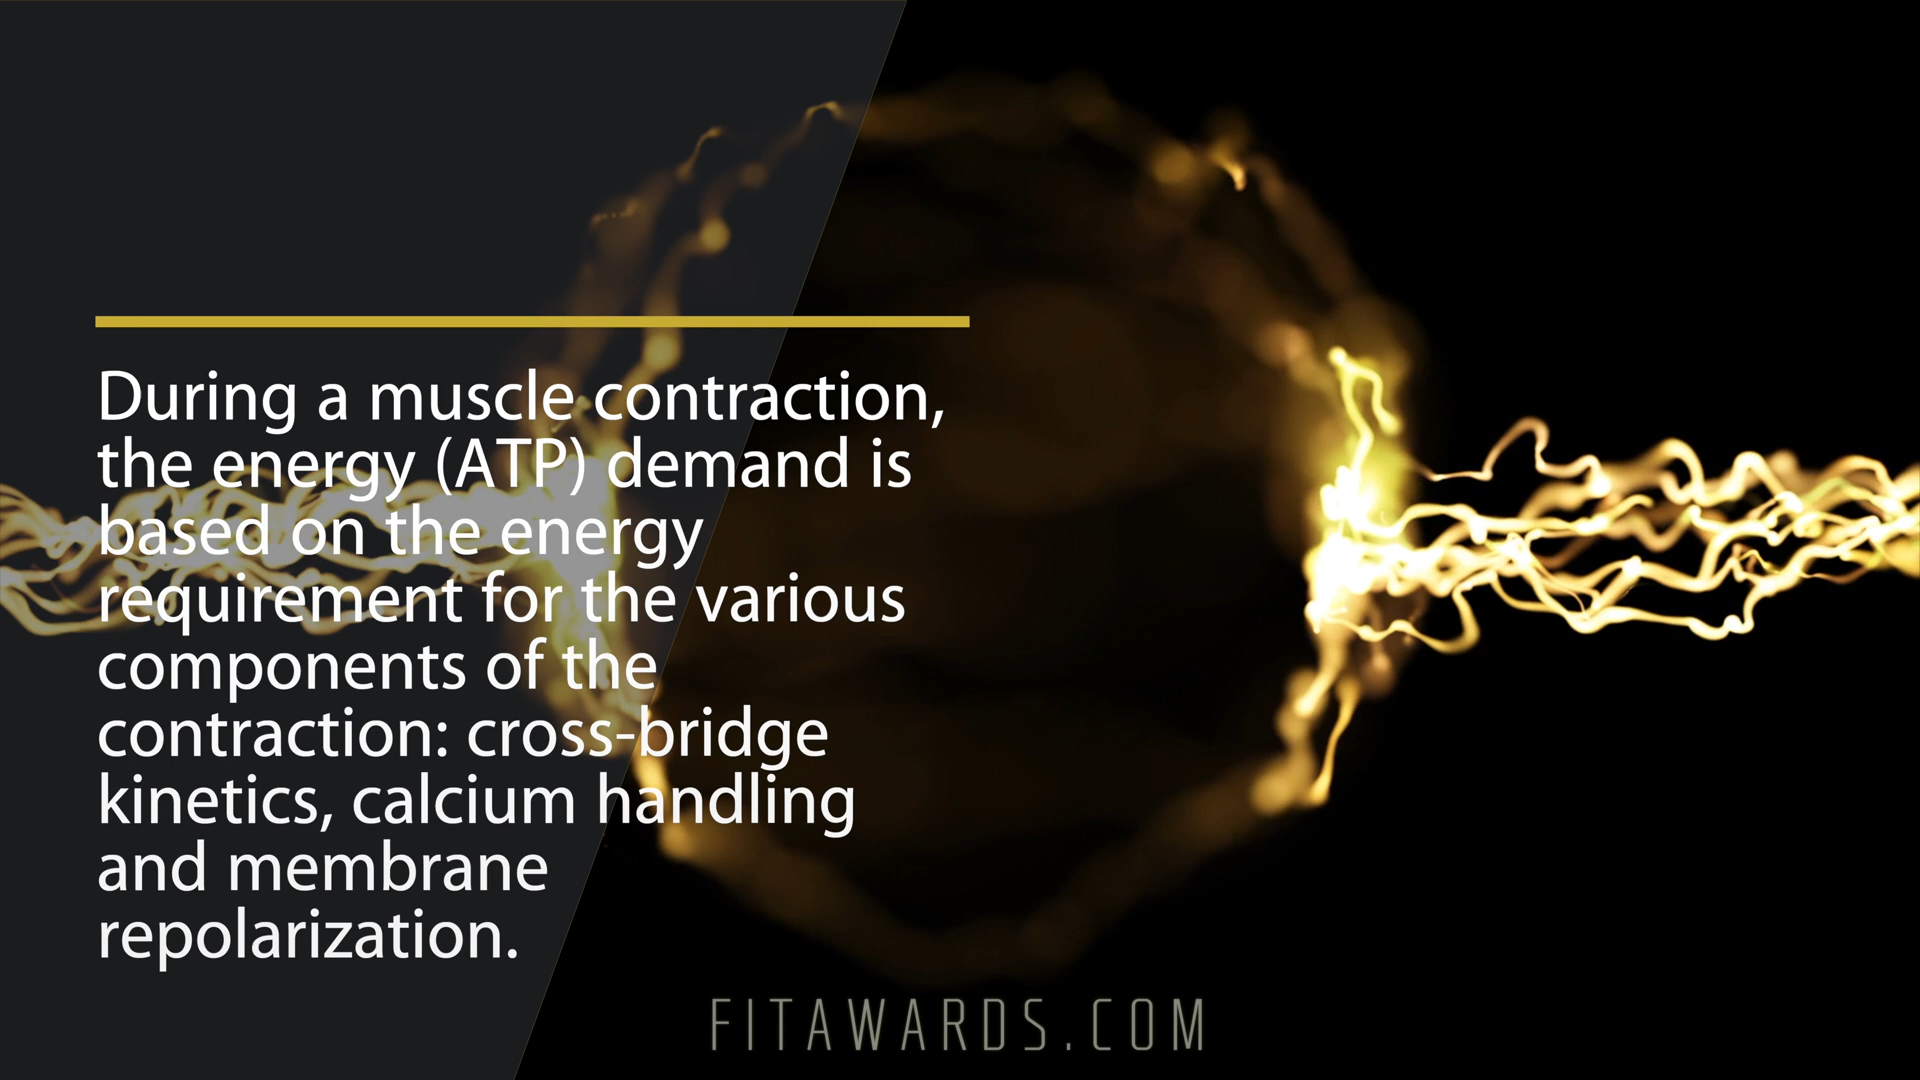 During a muscle contraction,
the energy (ATP) demand is
based on the energy
requirement for the various
components of the
contraction: cross-bridge
kinetics, calcium handling
and membrane
repolarization.
FITAWARDS.COM